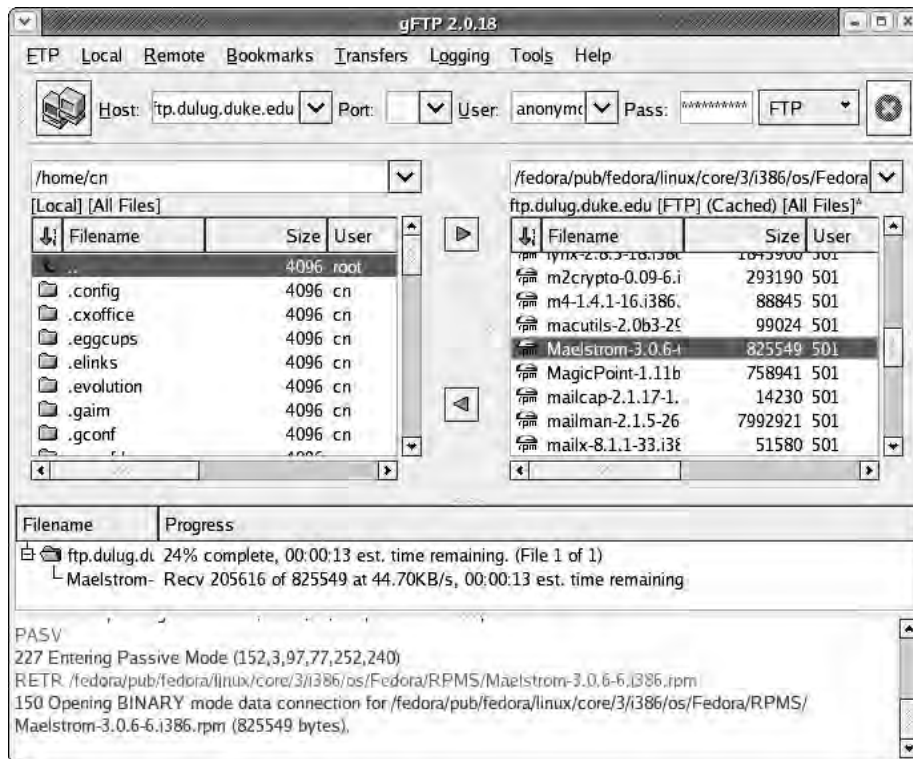 gFTP 2.0.18
FTP Local Remote Bookmarks Transfers Logging Tools Help
Host: ftp.dulug.duke.edu Port: User: anonymo Pass: ********** FTP
/home/cn
[Local] [All Files]
Filename Size User
.. 4096 root
.config 4096 cn
.cxoffice 4096 cn
.eggcups 4096 cn
.elinks 4096 cn
.evolution 4096 cn
.gaim 4096 cn
.gconf 4096 cn
/fedora/pub/fedora/linux/core/3/i386/os/Fedora
ftp.dulug.duke.edu [FTP] (Cached) [All Files]*
Filename Size User
lynx-2.8.5-18.i386 1845900 501
m2crypto-0.09-6.i 293190 501
m4-1.4.1-16.i386. 88845 501
macutils-2.0b3-29 99024 501
Maelstrom-3.0.6-6 825549 501
MagicPoint-1.11b 758941 501
mailcap-2.1.17-1. 14230 501
mailman-2.1.5-26 7992921 501
mailx-8.1.1-33.i38 51580 501
Filename Progress
ftp.dulug.du 24% complete, 00:00:13 est. time remaining. (File 1 of 1)
Maelstrom- Recv 205616 of 825549 at 44.70KB/s, 00:00:13 est. time remaining
PASV
227 Entering Passive Mode (152,3,97,77,252,240)
RETR /fedora/pub/fedora/linux/core/3/i386/os/Fedora/RPMS/Maelstrom-3.0.6-6.i386.rpm
150 Opening BINARY mode data connection for /fedora/pub/fedora/linux/core/3/i386/os/Fedora/RPMS/
Maelstrom-3.0.6-6.i386.rpm (825549 bytes).